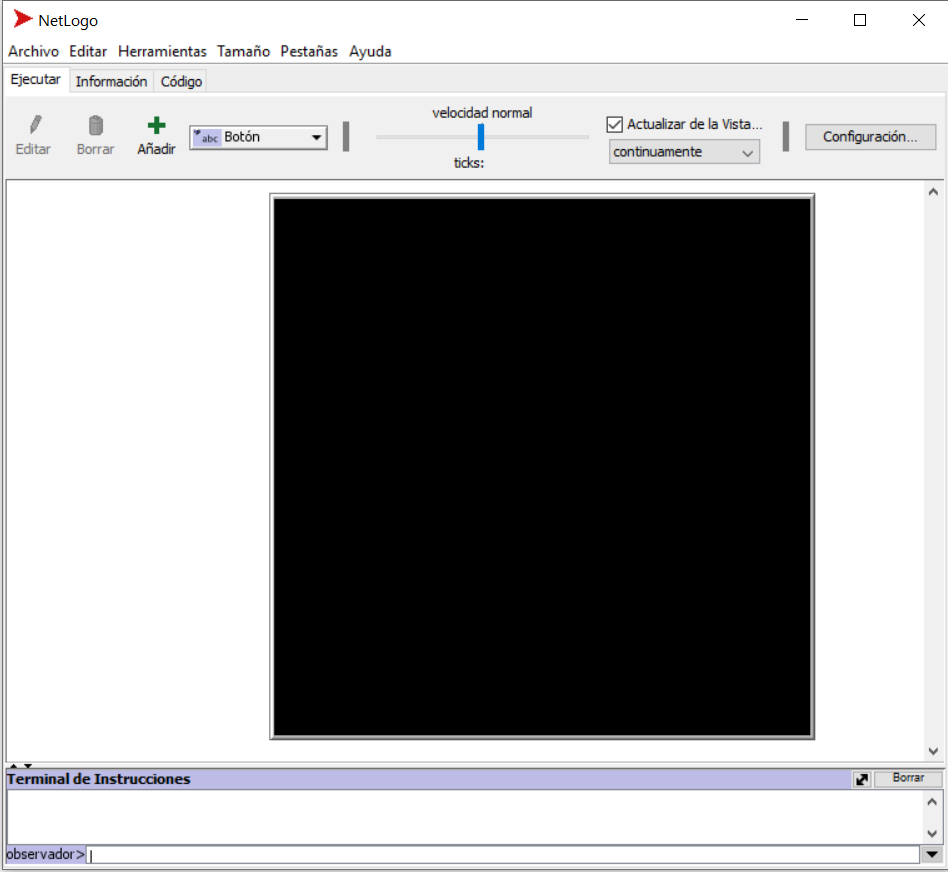 NetLogo
Archivo Editar Herramientas Tamaño Pestañas Ayuda
Ejecutar Información Código
velocidad normal
Editar Borrar Añadir abc Botón
ticks:
Actualizar de la Vista...
continuamente
Configuración...
Terminal de Instrucciones
Borrar
observador>